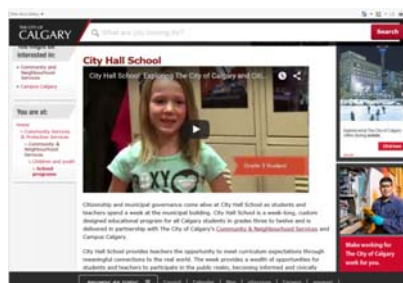 THE CITY OF
CALGARY
Search
interested in:
Community and
Neighbourhood
Services
Campus Calgary
You are at:
Home
Community Services
& Protective Services
Community &
Neighbourhood
Services
Children and youth
School
programs
City Hall School
City Hall School: Exploring The City of Calgary and Citi...
Grade 3 Student
Citizenship and municipal governance come alive at City Hall School as students and
teachers spend a week at the municipal building. City Hall School is a week-long, custom
designed educational program for all Calgary students in grades three to twelve and is
delivered in partnership with The City of Calgary's Community & Neighbourhood Services and
Campus Calgary.
City Hall School provides teachers the opportunity to meet curriculum expectations through
meaningful connections to the real world. The week provides a wealth of opportunities for
students and teachers to participate in the public realm, becoming informed and civically
Make working for
The City of Calgary
work for you.